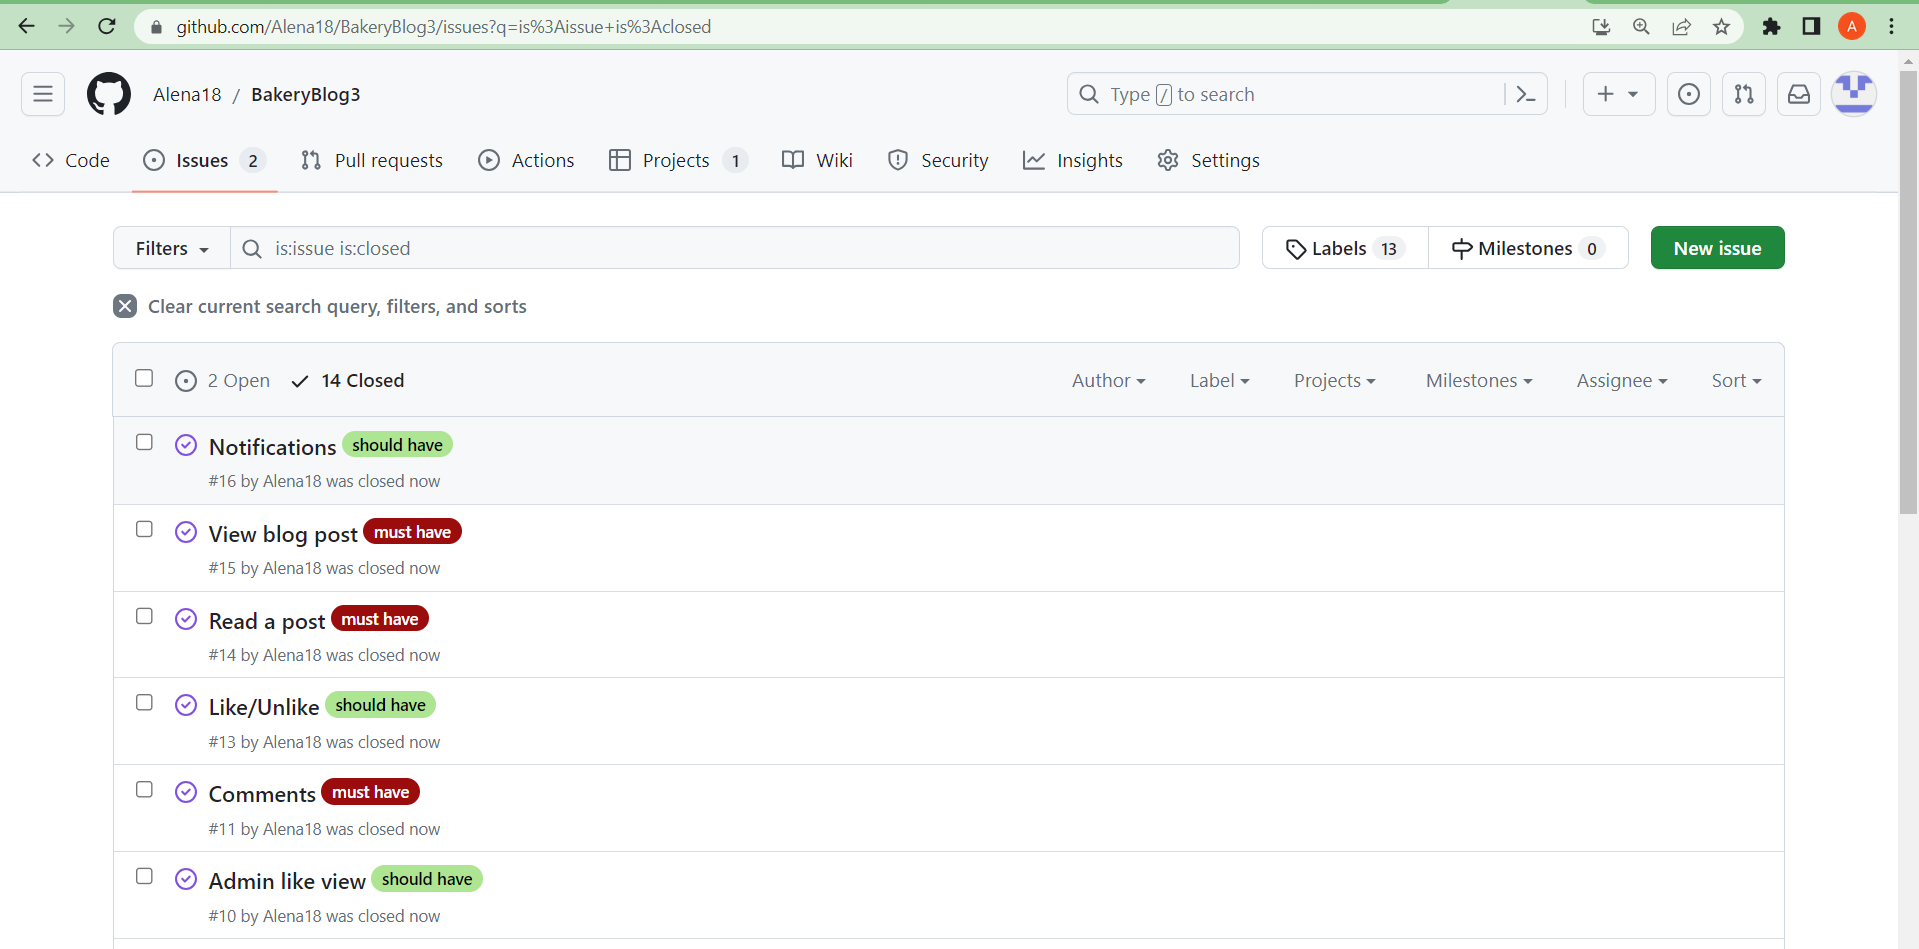 github.com/Alena18/BakeryBlog3/issues?q=is%3Aissue+is%3Aclosed
A
Alena18 / BakeryBlog3
Type / to search
Code
Issues 2
Pull requests
Actions
Projects 1
Wiki
Security
Insights
Settings
Filters
is:issue is:closed
Labels 13
Milestones 0
New issue
Clear current search query, filters, and sorts
2 Open
14 Closed
Author
Label
Projects
Milestones
Assignee
Sort
Notifications should have
#16 by Alena18 was closed now
View blog post must have
#15 by Alena18 was closed now
Read a post must have
#14 by Alena18 was closed now
Like/Unlike should have
#13 by Alena18 was closed now
Comments must have
#11 by Alena18 was closed now
Admin like view should have
#10 by Alena18 was closed now